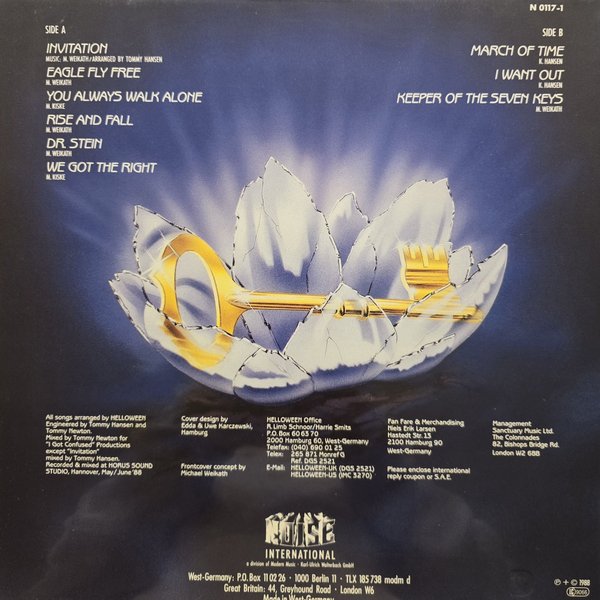 N 0117-1
SIDE A
INVITATION
MUSIC: M. WEIKATH/ARRANGED BY TOMMY HANSEN
EAGLE FLY FREE
M. WEIKATH
YOU ALWAYS WALK ALONE
M. KISKE
RISE AND FALL
M. WEIKATH
DR. STEIN
M. WEIKATH
WE GOT THE RIGHT
M. KISKE
SIDE B
MARCH OF TIME
K. HANSEN
I WANT OUT
K. HANSEN
KEEPER OF THE SEVEN KEYS
M. WEIKATH
All songs arranged by HELLOWEEN
Engineered by Tommy Hansen and
Tommy Newton.
Mixed by Tommy Newton for
"I Got Confused" Productions
except "Invitation"
mixed by Tommy Hansen.
Recorded & mixed at HORUS SOUND
STUDIO, Hannover, May/June '88
Cover design by
Edda & Uwe Karczewski,
Hamburg
Frontcover concept by
Michael Weikath
HELLOWEEN Office
R. Limb Schnoor/Harrie Smits
P.O. Box 60 63 70
2000 Hamburg 60, West-Germany
Telefax: (040) 690 01 23
Telex: 265 871 Monref G
Ref. DGS 2521
E-Mail: HELLOWEEN-UK (DGS 2521)
HELLOWEEN-US (IMC 3270)
Fan Fare & Merchandising
Niels Erik Larsen
Hastedt Str. 13
2100 Hamburg 90
West-Germany
Please enclose international
reply coupon or S.A.E.
Management
Sanctuary Music Ltd.
The Colonnades
82, Bishops Bridge Rd.
London W2 6BB
NOISE
INTERNATIONAL
a division of Modern Music · Karl-Ulrich Walterbach GmbH
West-Germany: P.O. Box 11 02 26 · 1000 Berlin 11 · TLX 185 738 modm d
Great Britain: 44, Greyhound Road · London W6
Made in West-Germany
℗ + © 1988